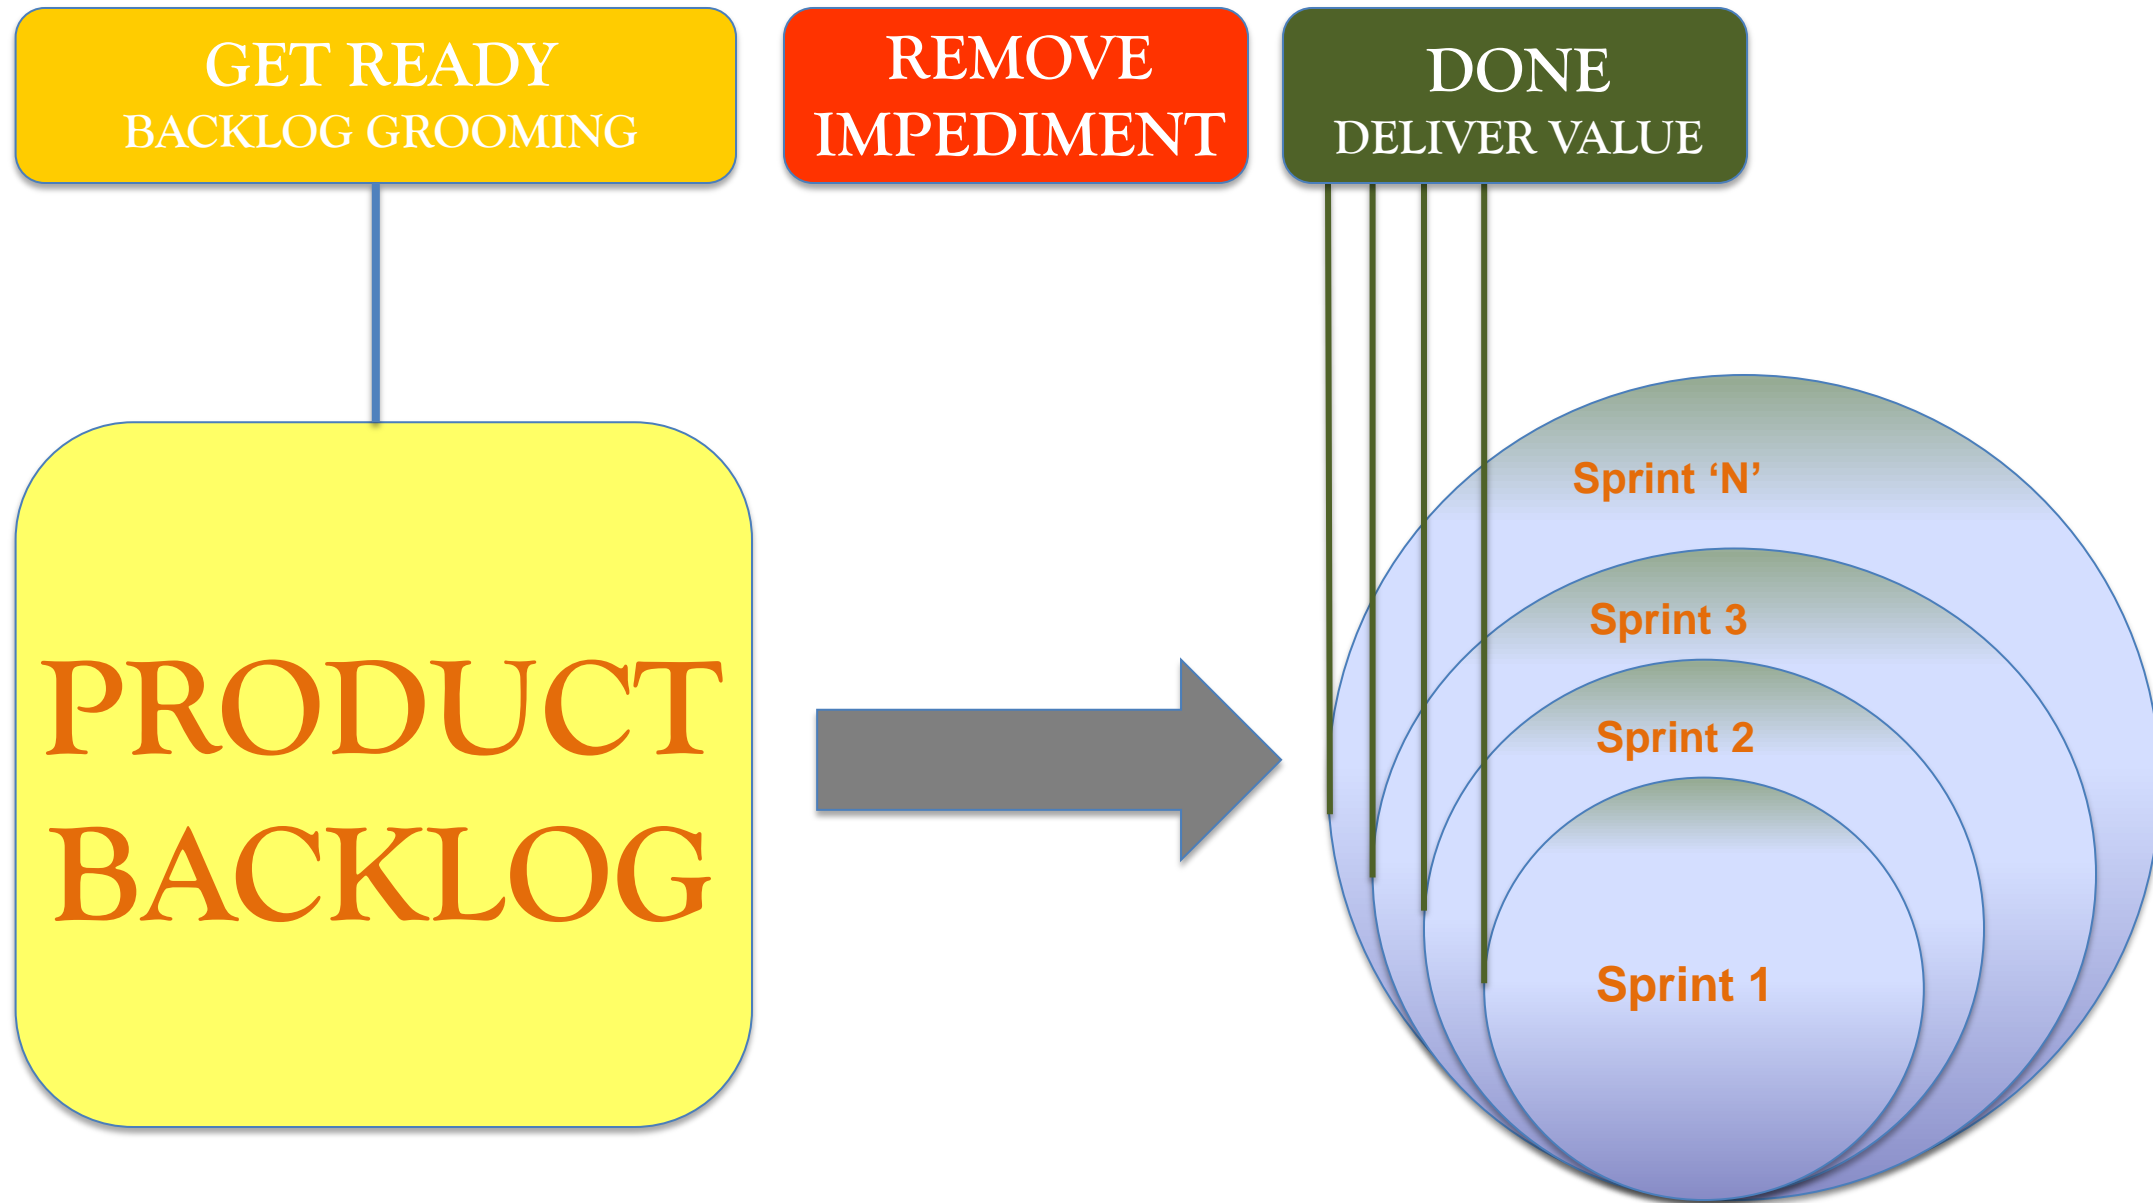 GET READY
BACKLOG GROOMING
REMOVE
IMPEDIMENT
DONE
DELIVER VALUE
PRODUCT
BACKLOG
Sprint ‘N’
Sprint 3
Sprint 2
Sprint 1